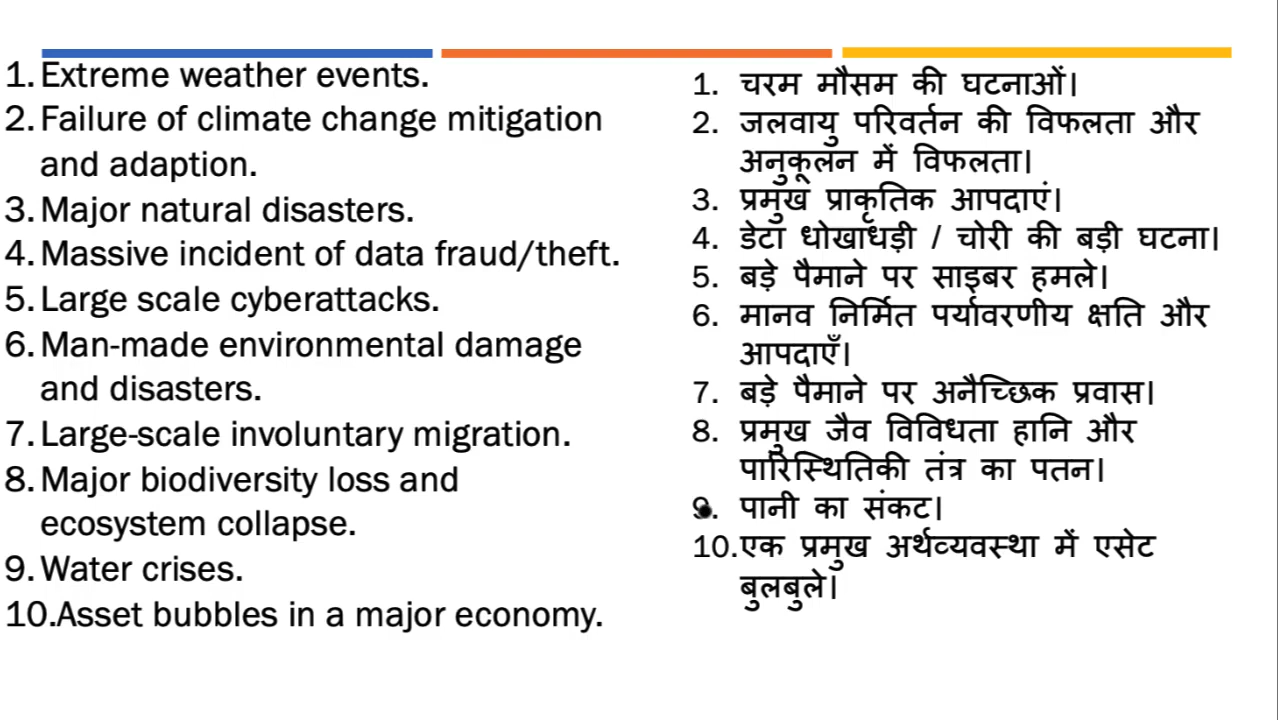 1. Extreme weather events.
2. Failure of climate change mitigation
and adaption.
3. Major natural disasters.
4. Massive incident of data fraud/theft.
5. Large scale cyberattacks.
6. Man-made environmental damage
and disasters.
7. Large-scale involuntary migration.
8. Major biodiversity loss and
ecosystem collapse.
9. Water crises.
10.Asset bubbles in a major economy.
1. चरम मौसम की घटनाओं।
2. जलवायु परिवर्तन की विफलता और
अनुकूलन में विफलता।
3. प्रमुख प्राकृतिक आपदाएं।
4. डेटा धोखाधड़ी / चोरी की बड़ी घटना।
5. बड़े पैमाने पर साइबर हमले।
6. मानव निर्मित पर्यावरणीय क्षति और
आपदाएँ।
7. बड़े पैमाने पर अनैच्छिक प्रवास।
8. प्रमुख जैव विविधता हानि और
पारिस्थितिकी तंत्र का पतन।
9. पानी का संकट।
10.एक प्रमुख अर्थव्यवस्था में एसेट
बुलबुले।